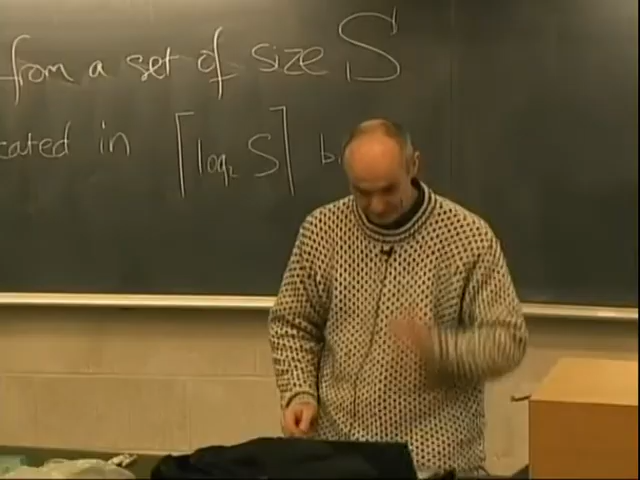 from a set of size S
cated in ⌈log₂ S⌉ b